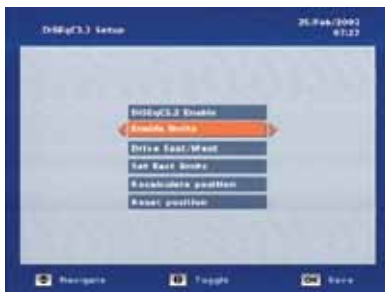 DiSEqC1.2 Setup
25.Feb/2003
07:27
DiSEqC1.2 Enable
Enable limits
Drive East/West
Set East limits
Recalculate position
Reset position
Navigate
Toggle
OK Save